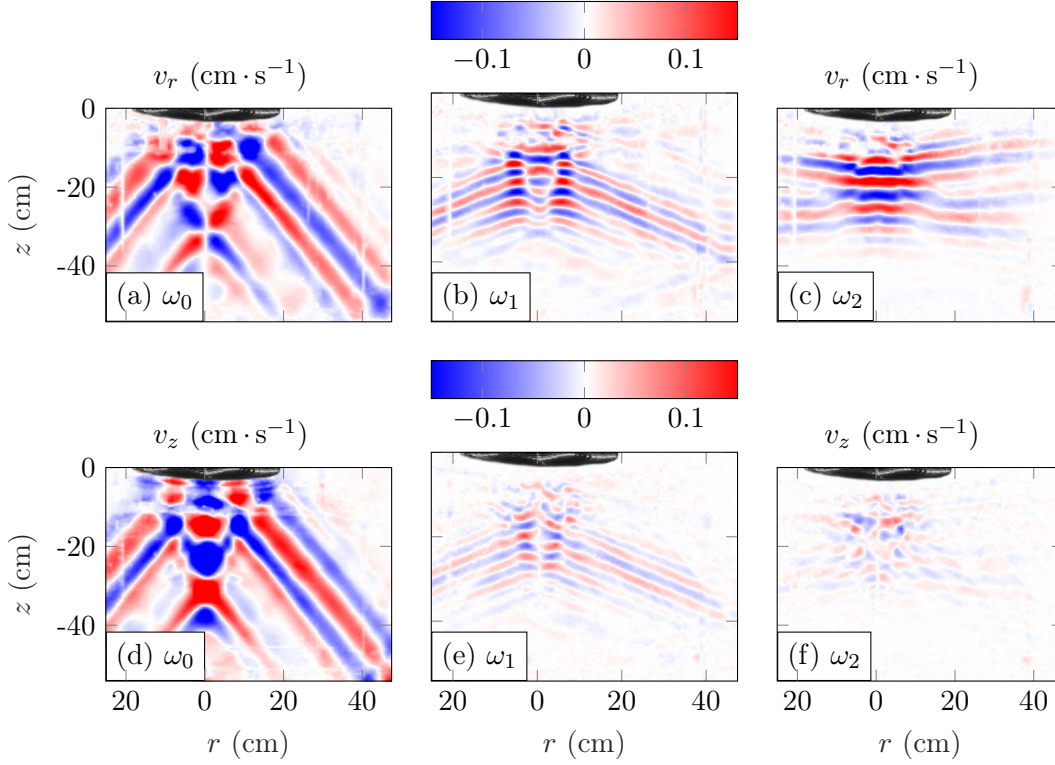 −0.1 0 0.1
v_r (cm · s⁻¹) v_r (cm · s⁻¹)
0
-20
-40
z (cm)
(a) ω₀ (b) ω₁ (c) ω₂
−0.1 0 0.1
v_z (cm · s⁻¹) v_z (cm · s⁻¹)
0
-20
-40
z (cm)
(d) ω₀ (e) ω₁ (f) ω₂
20 0 20 40 20 0 20 40 20 0 20 40
r (cm) r (cm) r (cm)